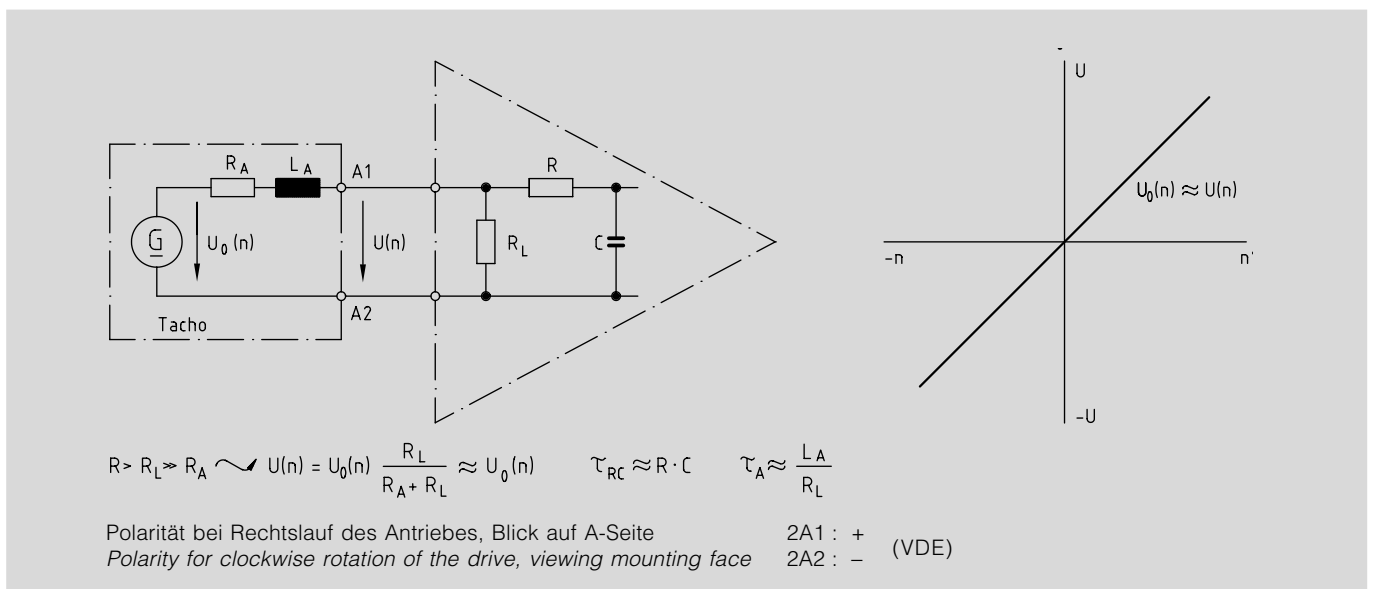 R_A L_A A1
G U_0(n) U(n)
A2
Tacho
R
R_L C
U
U_0(n) ≈ U(n)
-n n
-U
R > R_L ≫ R_A U(n) = U_0(n) R_L / (R_A + R_L) ≈ U_0(n) τ_RC ≈ R · C τ_A ≈ L_A / R_L
Polarität bei Rechtslauf des Antriebes, Blick auf A-Seite 2A1 : +
Polarity for clockwise rotation of the drive, viewing mounting face 2A2 : – (VDE)